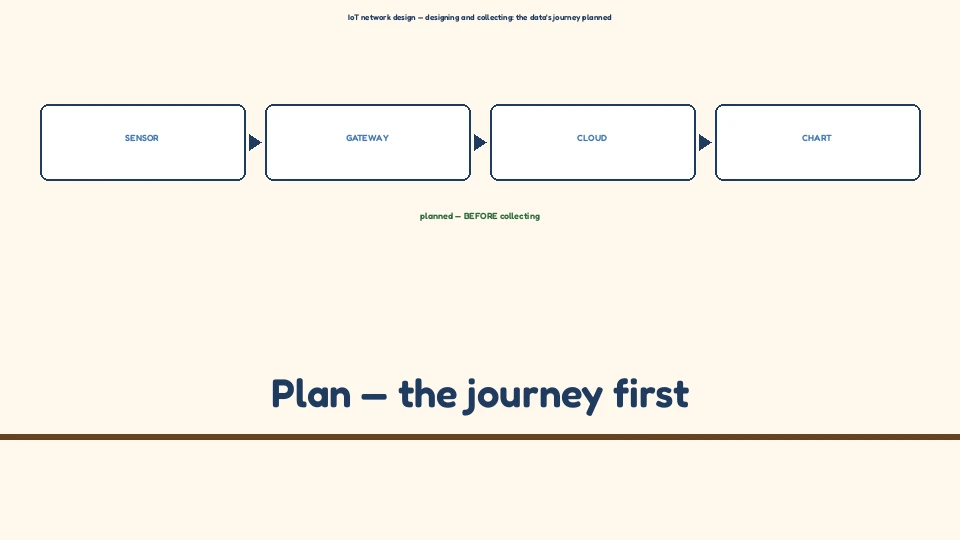 IoT network design — designing and collecting: the data's journey planned
SENSOR
GATEWAY
CLOUD
CHART
planned — BEFORE collecting
Plan — the journey first